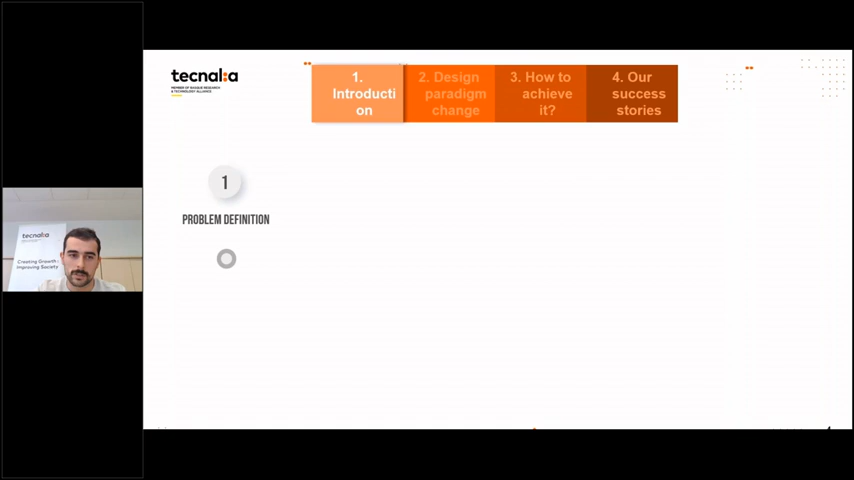 tecnal:a
MEMBER OF BASQUE RESEARCH
& TECHNOLOGY ALLIANCE
1.
Introducti
on
2. Design
paradigm
change
3. How to
achieve
it?
4. Our
success
stories
1
PROBLEM DEFINITION
tecnal:a
Creating Growth
Improving Society